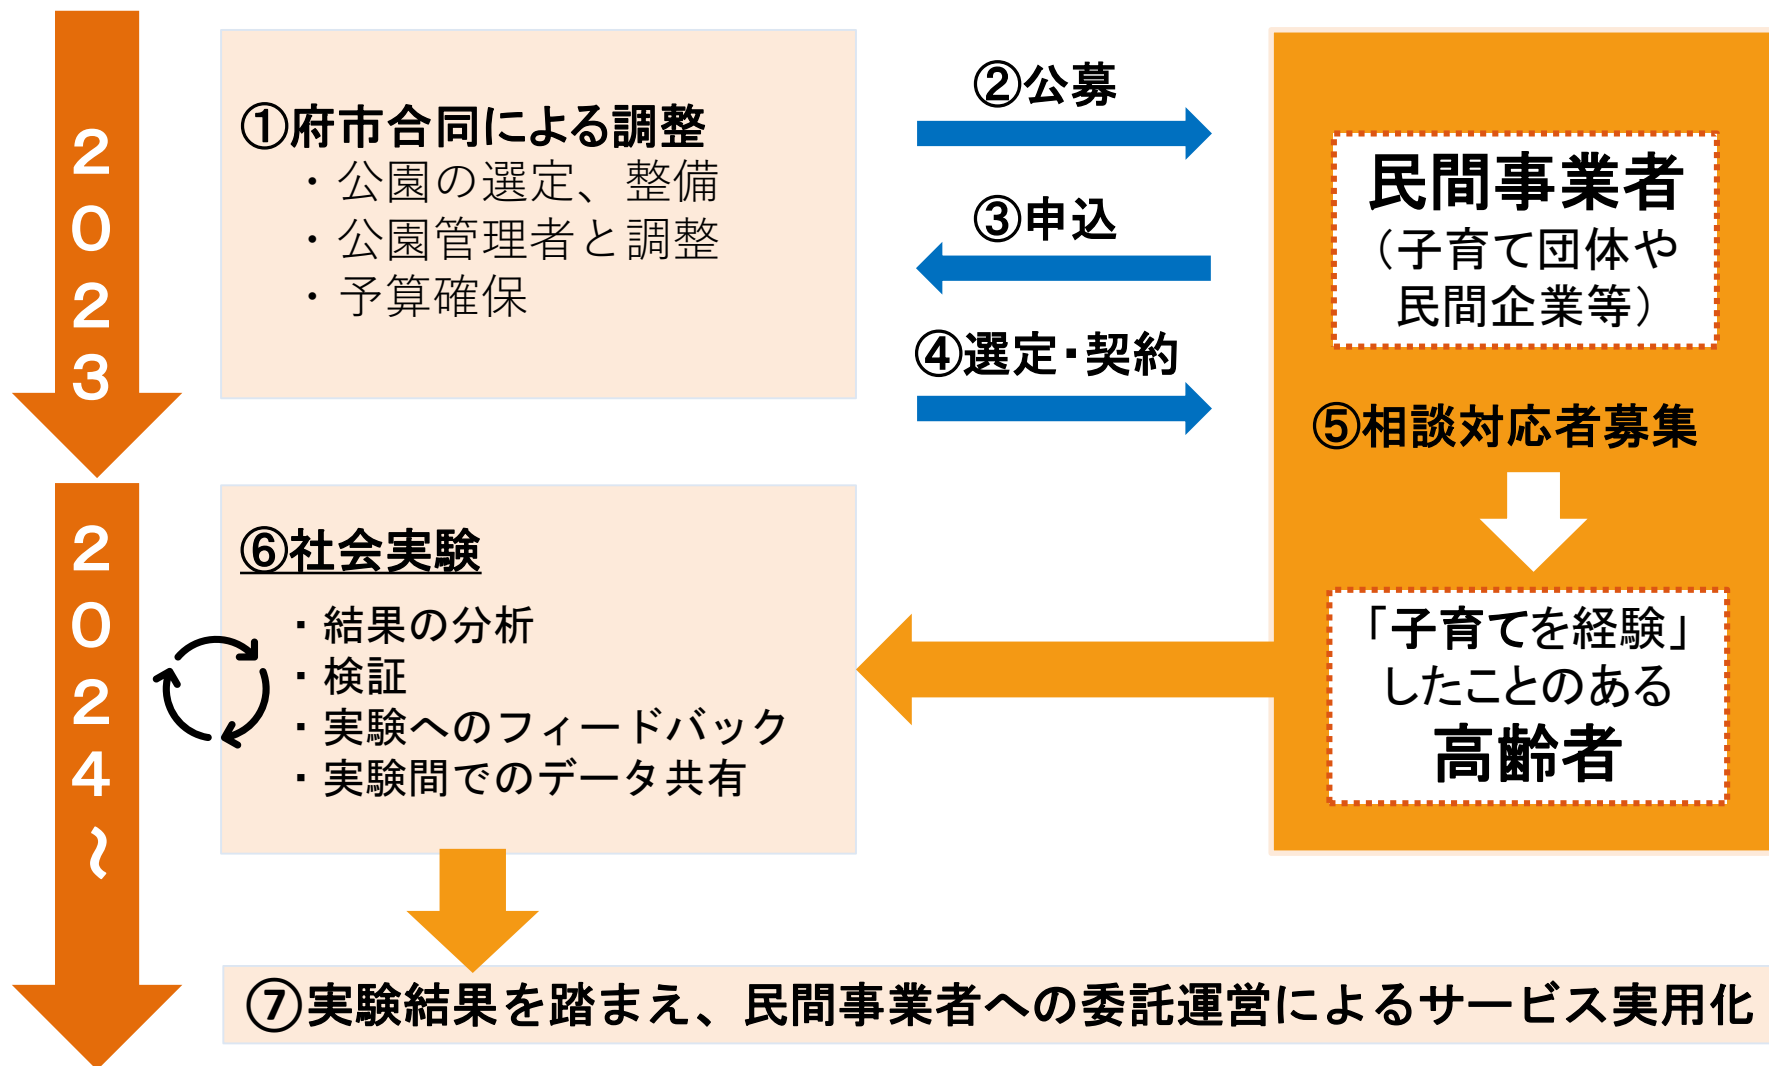 2023
①府市合同による調整
・公園の選定、整備
・公園管理者と調整
・予算確保
②公募
③申込
④選定・契約
民間事業者
（子育て団体や
民間企業等）
⑤相談対応者募集
「子育てを経験」
したことのある
高齢者
2024～
⑥社会実験
・結果の分析
・検証
・実験へのフィードバック
・実験間でのデータ共有
⑦実験結果を踏まえ、民間事業者への委託運営によるサービス実用化